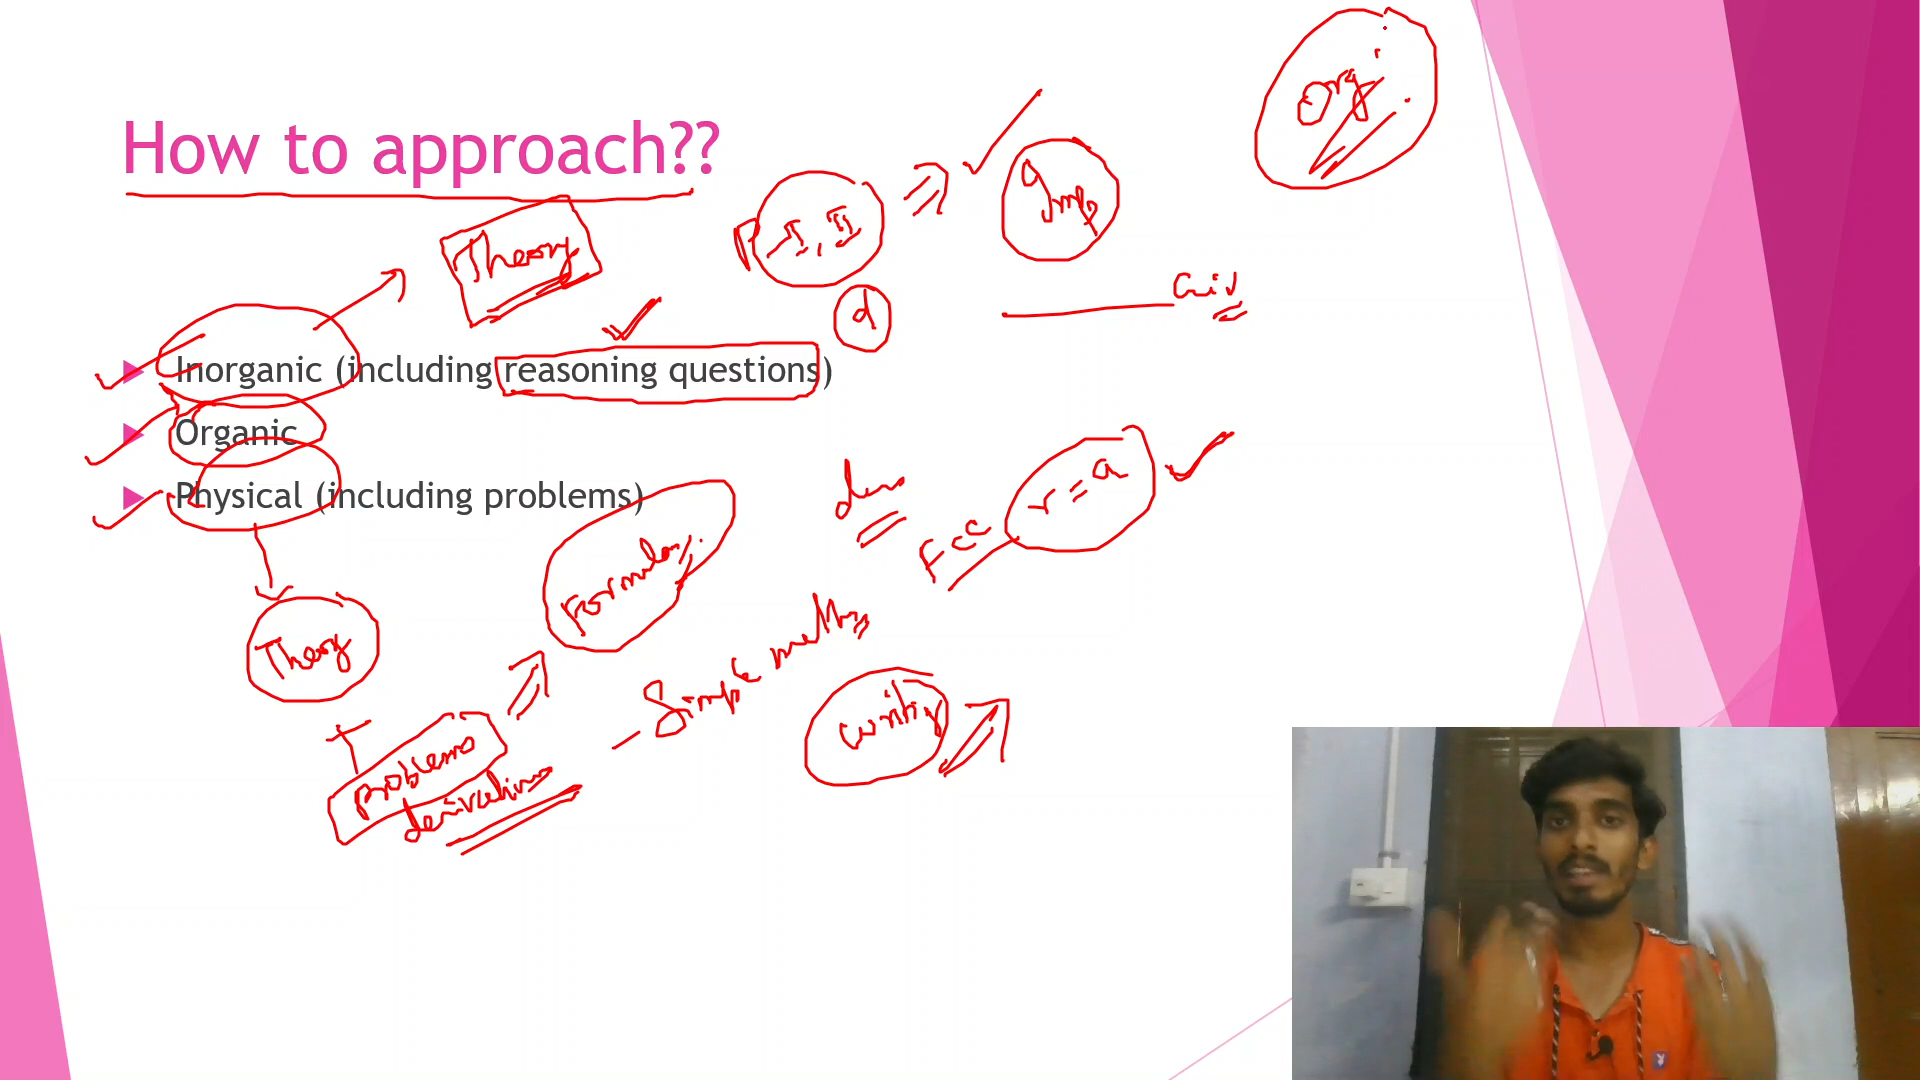 How to approach??
Org
Theory
P-I, II
Imp
d
Inorganic (including reasoning questions)
Organic
Physical (including problems)
r=a
Fcc
Formulas
Theory
Simple
writing
problems
derivations